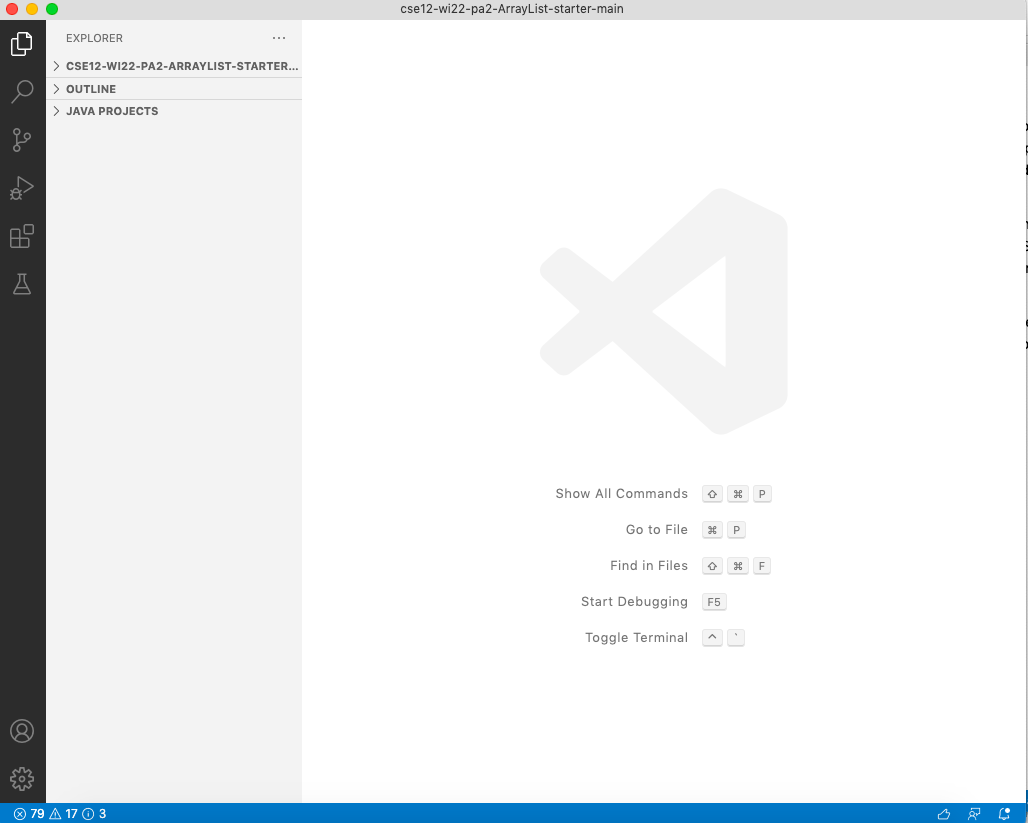 cse12-wi22-pa2-ArrayList-starter-main
EXPLORER ···
CSE12-WI22-PA2-ARRAYLIST-STARTER...
OUTLINE
JAVA PROJECTS
Show All Commands ⇧ ⌘ P
Go to File ⌘ P
Find in Files ⇧ ⌘ F
Start Debugging F5
Toggle Terminal ^ `
79 17 3